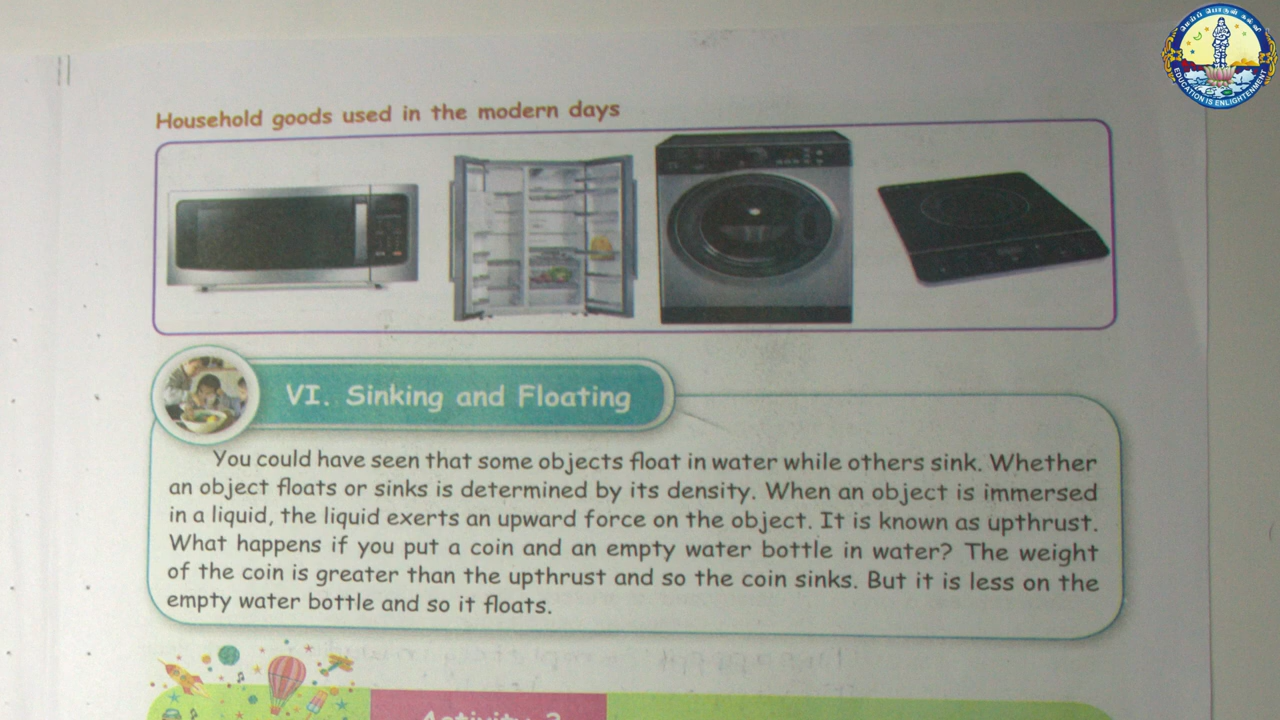 மெய்ப் பொருள் கல்வி
EDUCATION IS ENLIGHTENMENT
Household goods used in the modern days
VI. Sinking and Floating
You could have seen that some objects float in water while others sink. Whether
an object floats or sinks is determined by its density. When an object is immersed
in a liquid, the liquid exerts an upward force on the object. It is known as upthrust.
What happens if you put a coin and an empty water bottle in water? The weight
of the coin is greater than the upthrust and so the coin sinks. But it is less on the
empty water bottle and so it floats.
Activity